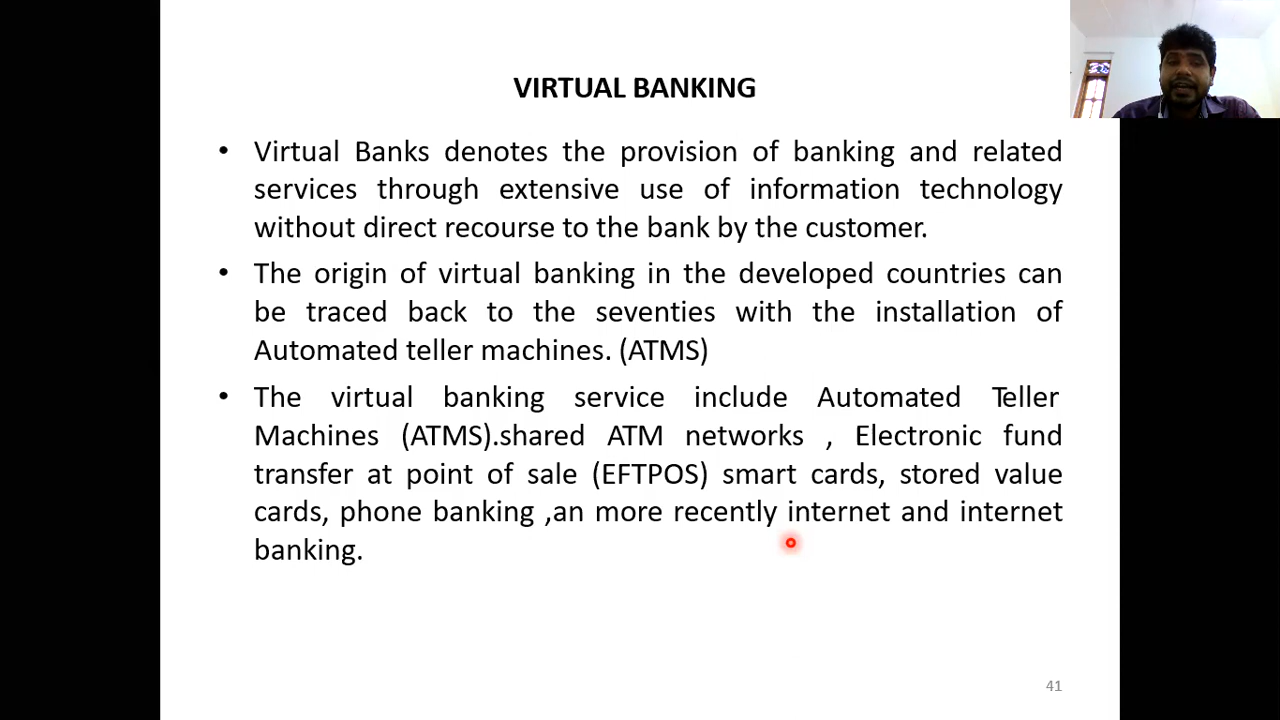 VIRTUAL BANKING
• Virtual Banks denotes the provision of banking and related
services through extensive use of information technology
without direct recourse to the bank by the customer.
• The origin of virtual banking in the developed countries can
be traced back to the seventies with the installation of
Automated teller machines. (ATMS)
• The virtual banking service include Automated Teller
Machines (ATMS).shared ATM networks , Electronic fund
transfer at point of sale (EFTPOS) smart cards, stored value
cards, phone banking ,an more recently internet and internet
banking.
41